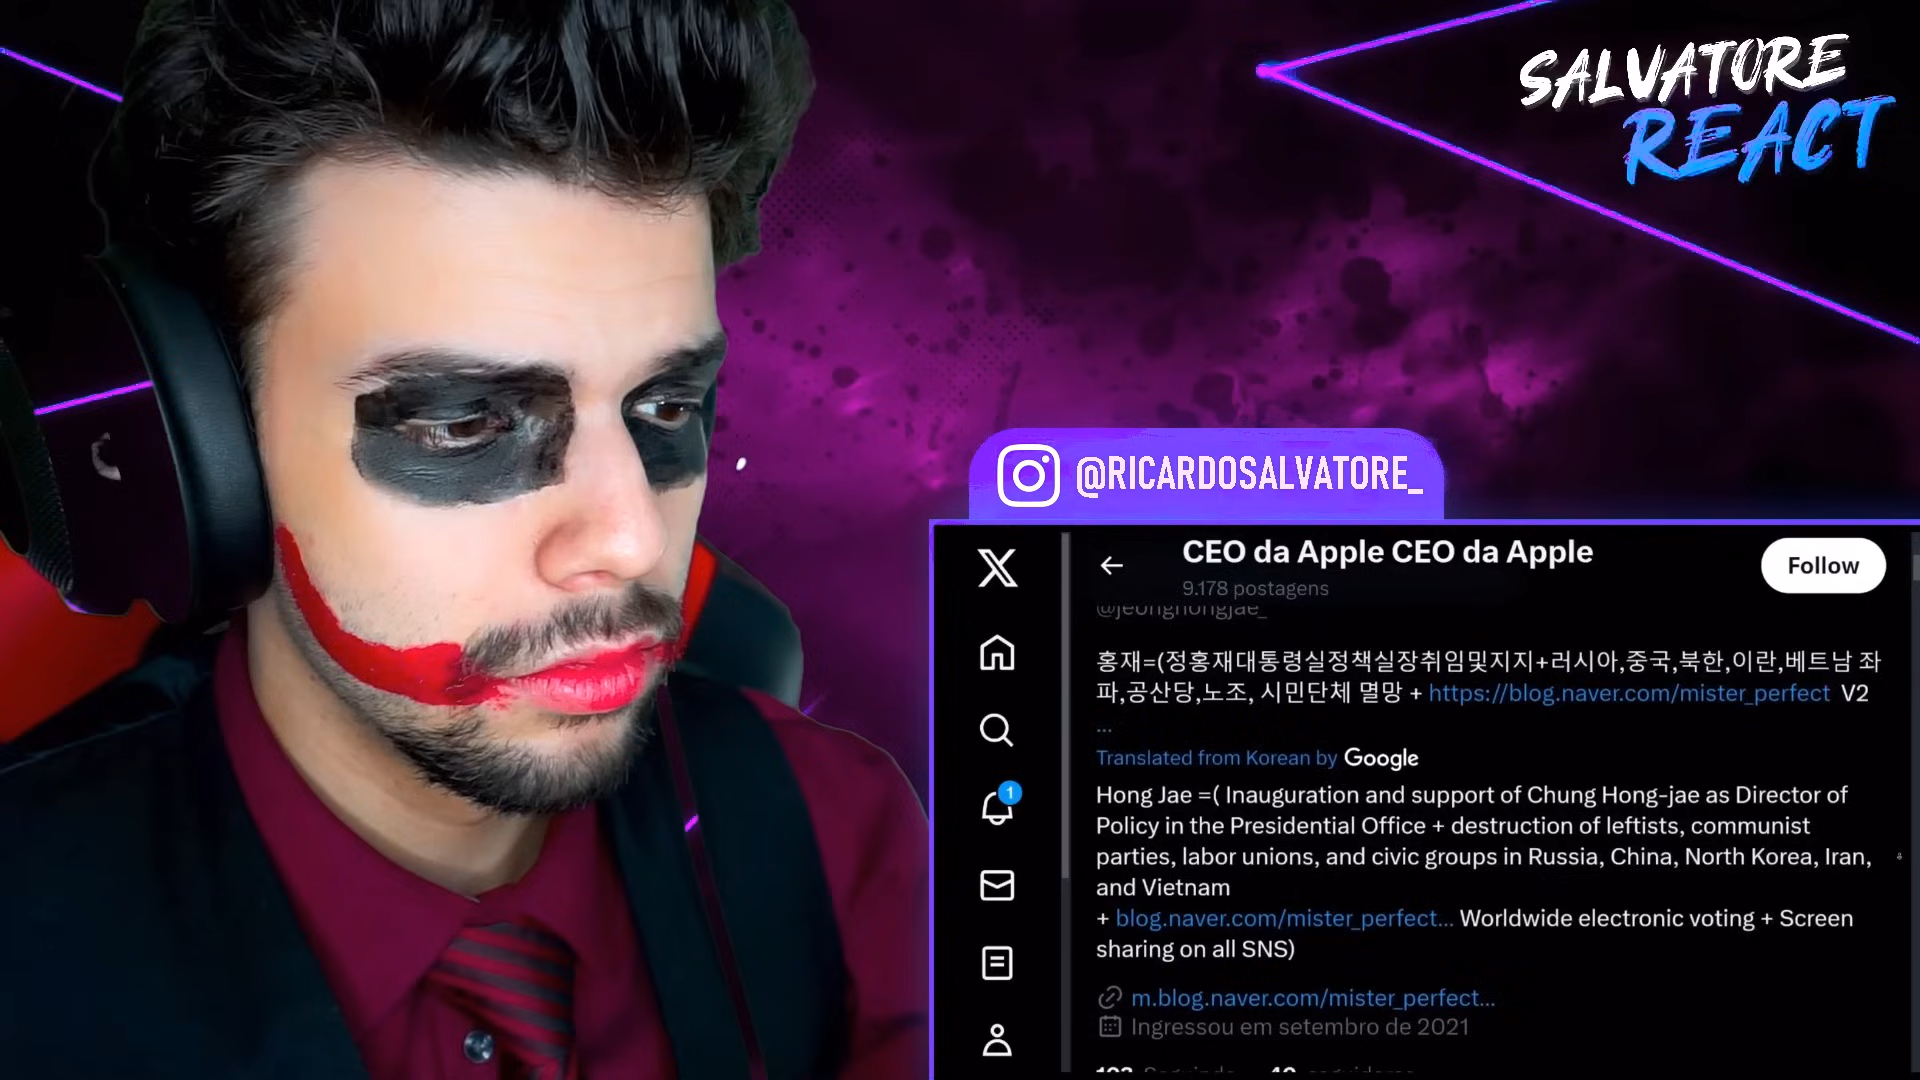 SALVATORE
REACT
@RICARDOSALVATORE_
CEO da Apple CEO da Apple
9.178 postagens
Follow
@jeonghongjae_
홍재=(정홍재대통령실정책실장취임및지지+러시아,중국,북한,이란,베트남 좌
파,공산당,노조, 시민단체 멸망 + https://blog.naver.com/mister_perfect V2
...
Translated from Korean by Google
1
Hong Jae =( Inauguration and support of Chung Hong-jae as Director of
Policy in the Presidential Office + destruction of leftists, communist
parties, labor unions, and civic groups in Russia, China, North Korea, Iran,
and Vietnam
+ blog.naver.com/mister_perfect... Worldwide electronic voting + Screen
sharing on all SNS)
m.blog.naver.com/mister_perfect...
Ingressou em setembro de 2021